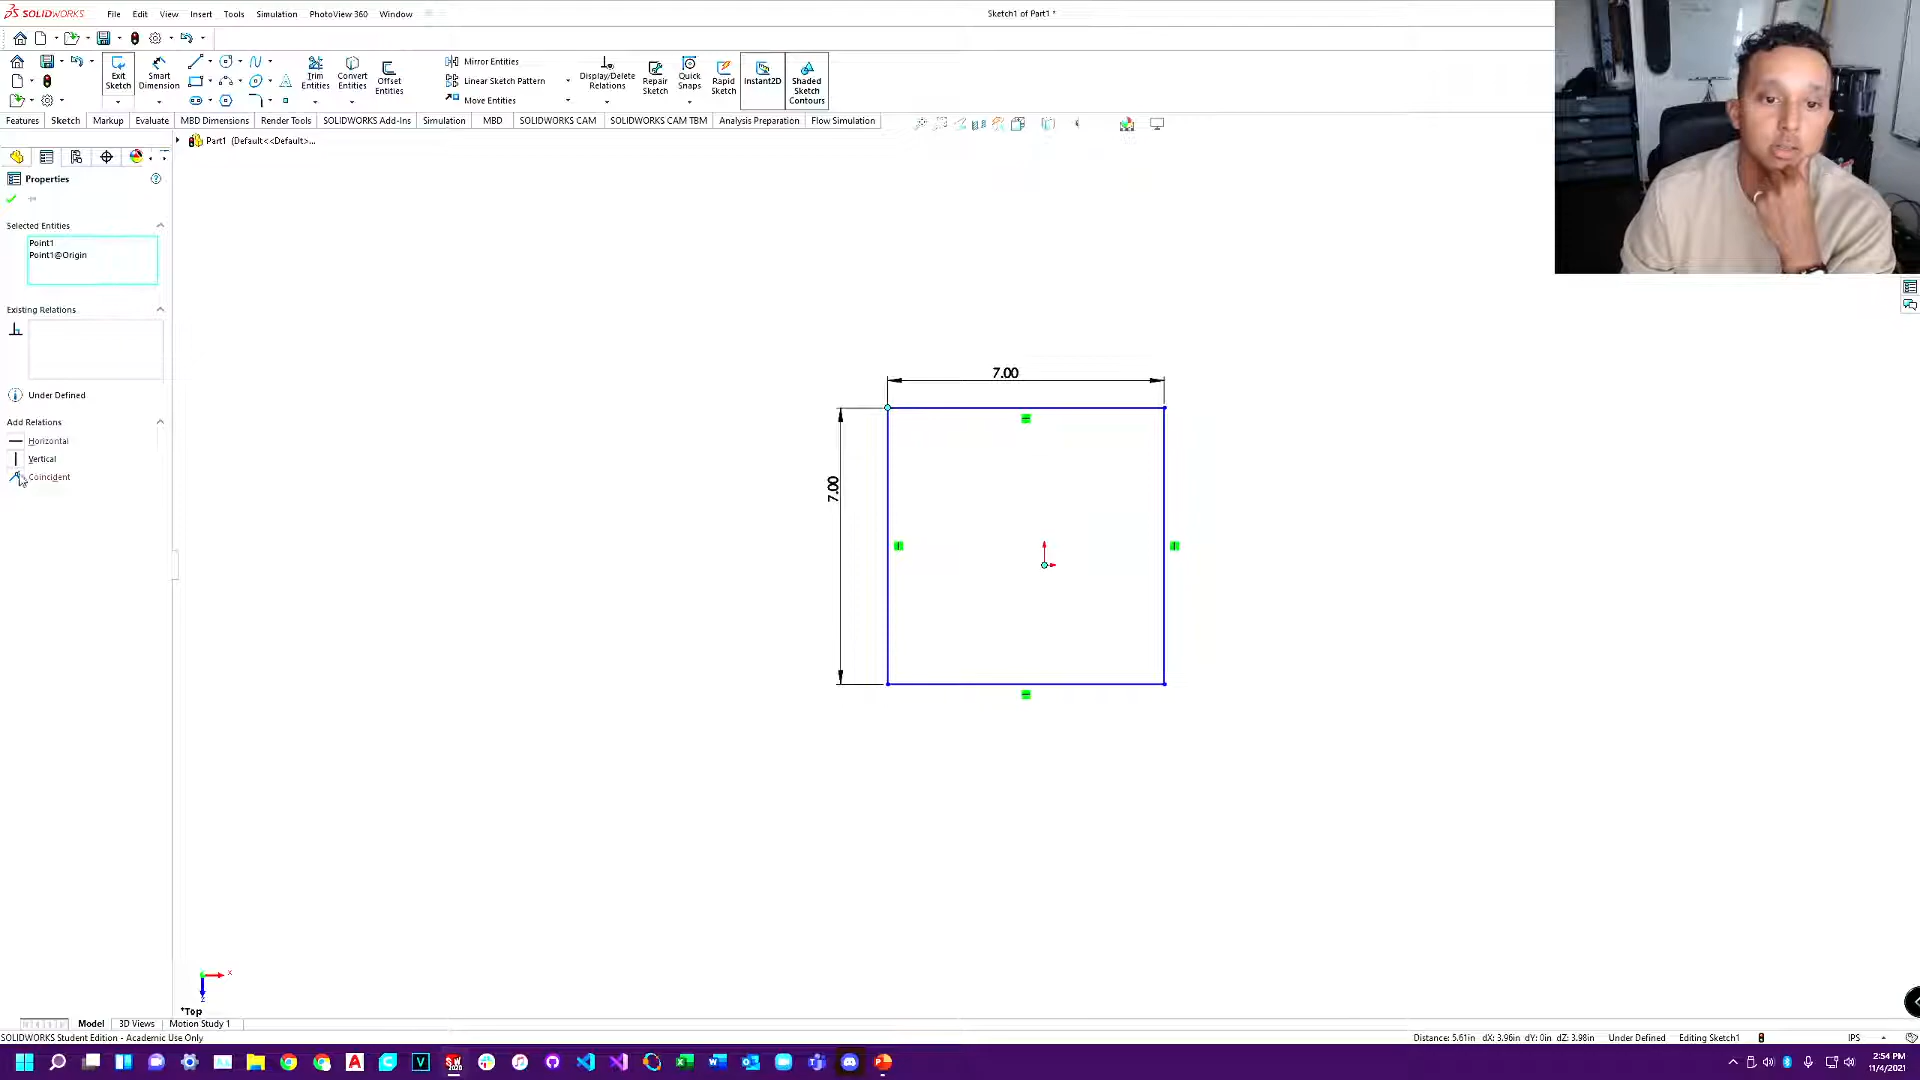 SOLIDWORKS File Edit View Insert Tools Simulation PhotoView 360 Window Sketch1 of Part1 *
Exit Sketch
Smart Dimension
Trim Entities
Convert Entities
Offset Entities
Mirror Entities
Linear Sketch Pattern
Move Entities
Display/Delete Relations
Repair Sketch
Quick Snaps
Rapid Sketch
Instant2D
Shaded Sketch Contours
Features Sketch Markup Evaluate MBD Dimensions Render Tools SOLIDWORKS Add-Ins Simulation MBD SOLIDWORKS CAM SOLIDWORKS CAM TBM Analysis Preparation Flow Simulation
Part1 (Default<<Default>...
Properties
Selected Entities
Point1
Point1@Origin
Existing Relations
Under Defined
Add Relations
Horizontal
Vertical
Coincident
7.00
7.00
x
z
*Top
Model 3D Views Motion Study 1
SOLIDWORKS Student Edition - Academic Use Only Distance: 5.61in dX: 3.96in dY: 0in dZ: 3.98in Under Defined Editing Sketch1 IPS
2:54 PM
11/4/2021